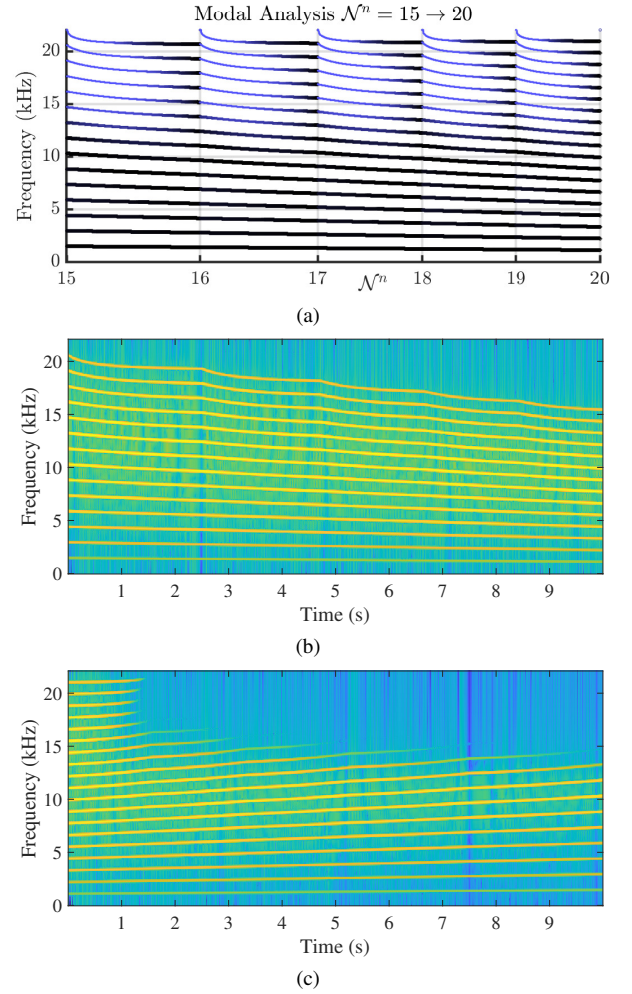 Modal Analysis 𝒩ⁿ = 15 → 20
Frequency (kHz)
20
15
10
5
0
15 16 17 18 19 20
𝒩ⁿ
(a)
Frequency (kHz)
20
15
10
5
0
1 2 3 4 5 6 7 8 9
Time (s)
(b)
Frequency (kHz)
20
15
10
5
0
1 2 3 4 5 6 7 8 9
Time (s)
(c)